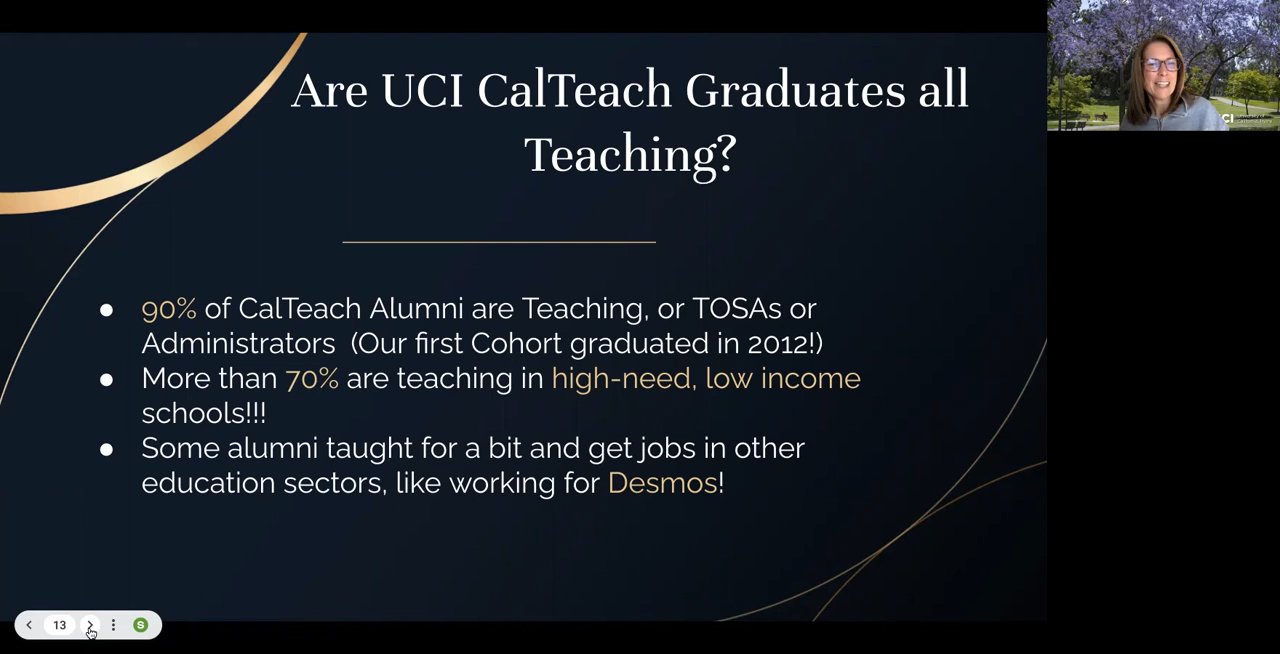 Are UCI CalTeach Graduates all
Teaching?
● 90% of CalTeach Alumni are Teaching, or TOSAs or
Administrators (Our first Cohort graduated in 2012!)
● More than 70% are teaching in high-need, low income
schools!!!
● Some alumni taught for a bit and get jobs in other
education sectors, like working for Desmos!
13
S